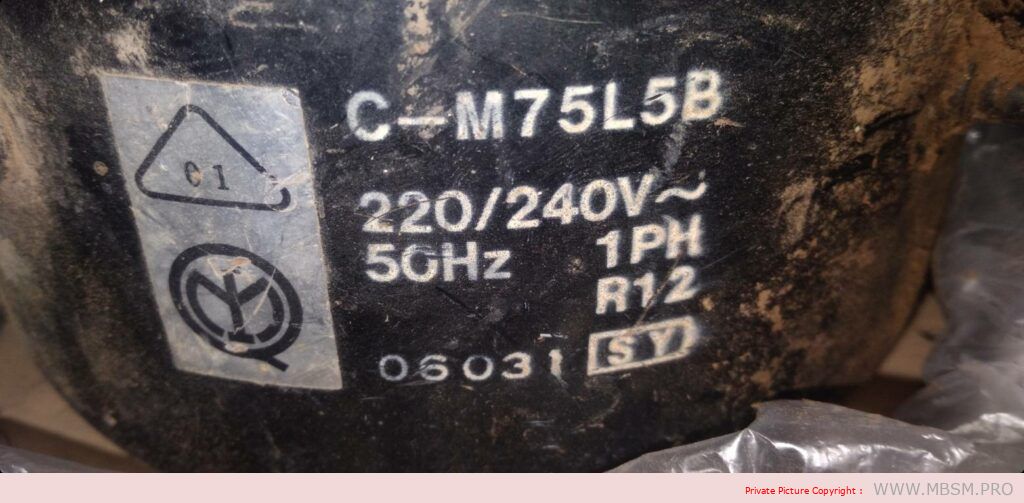 C-M75L5B
01
220/240V~
50Hz 1PH
R12
06031 SY
Private Picture Copyright : WWW.MBSM.PRO